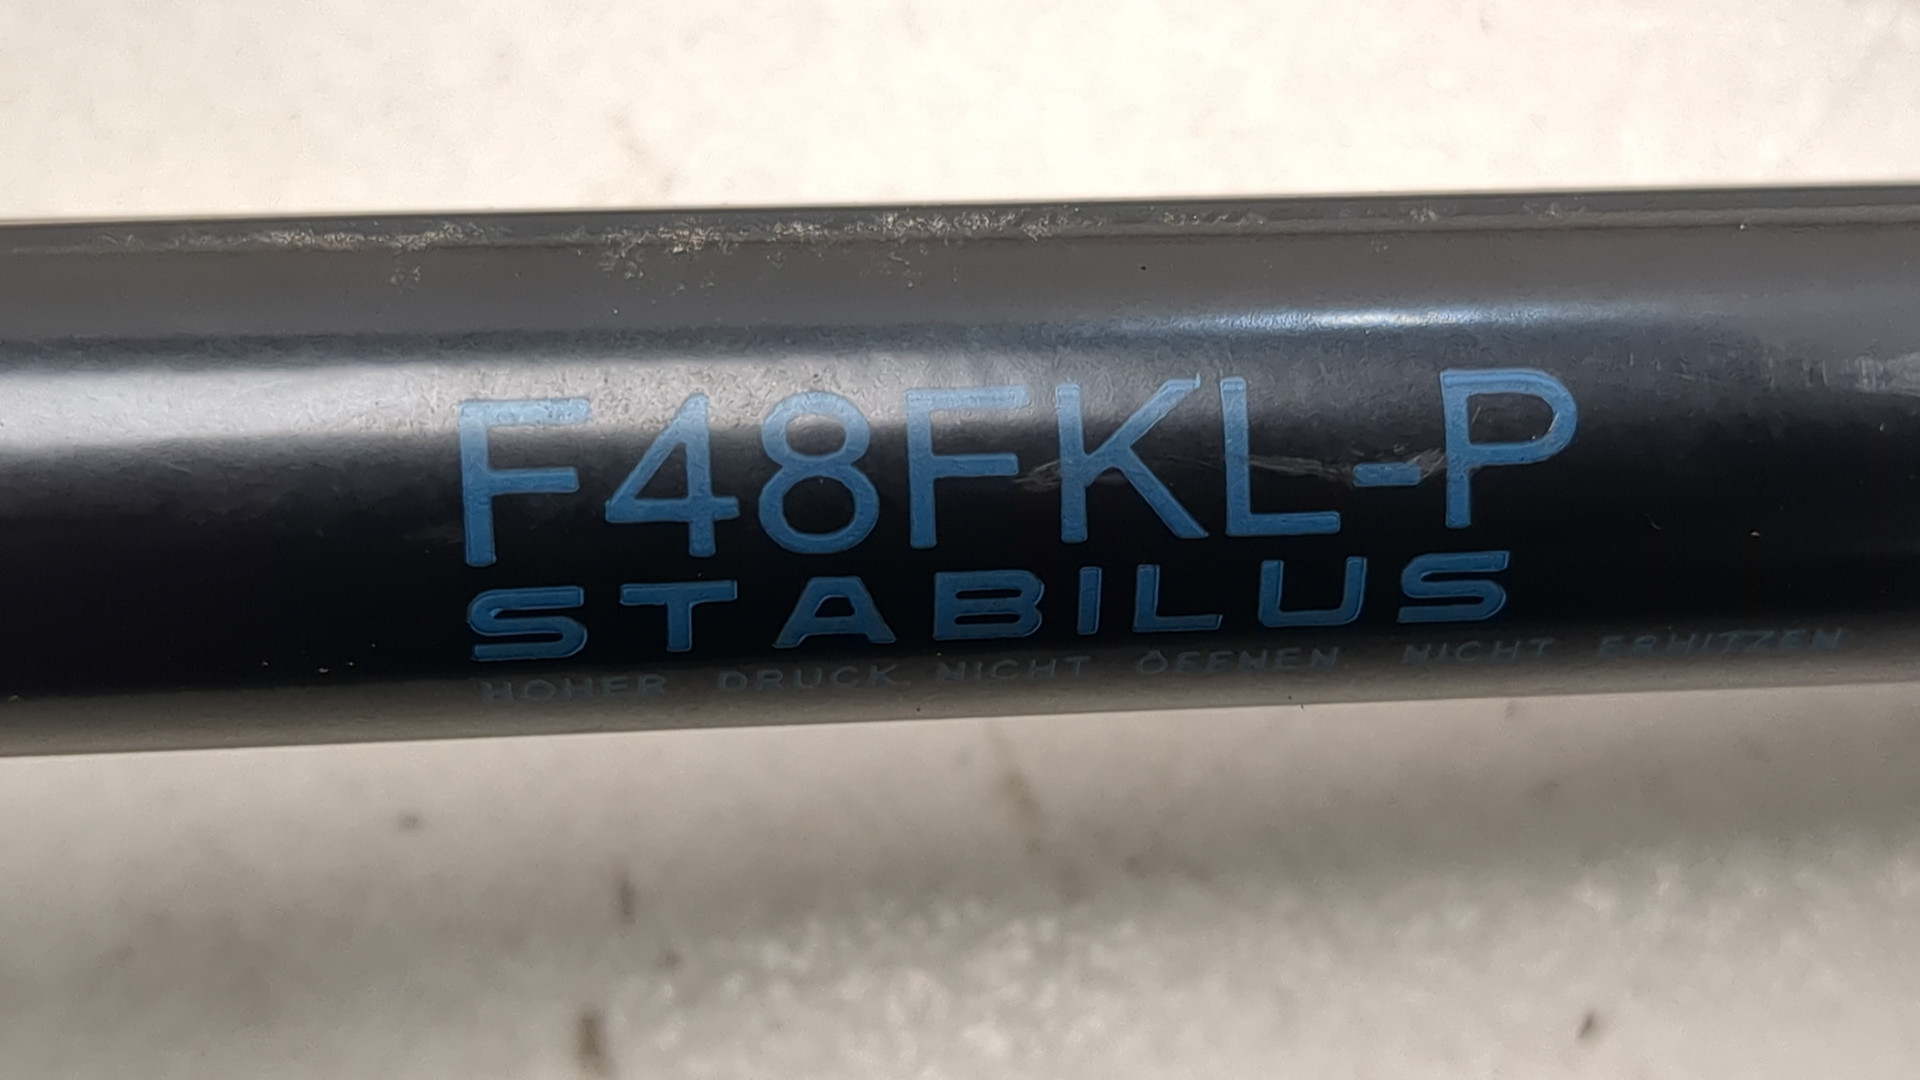 F48FKL-P
STABILUS
HOHER DRUCK. NICHT ÖFFNEN. NICHT ERHITZEN